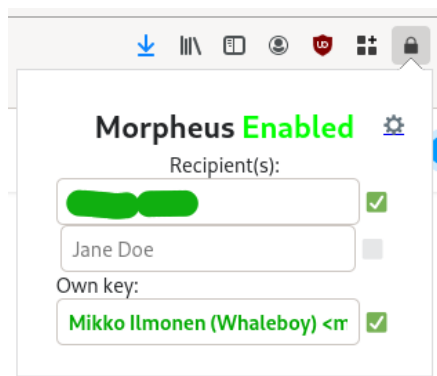 Morpheus Enabled
Recipient(s):
Jane Doe
Own key:
Mikko Ilmonen (Whaleboy) <m